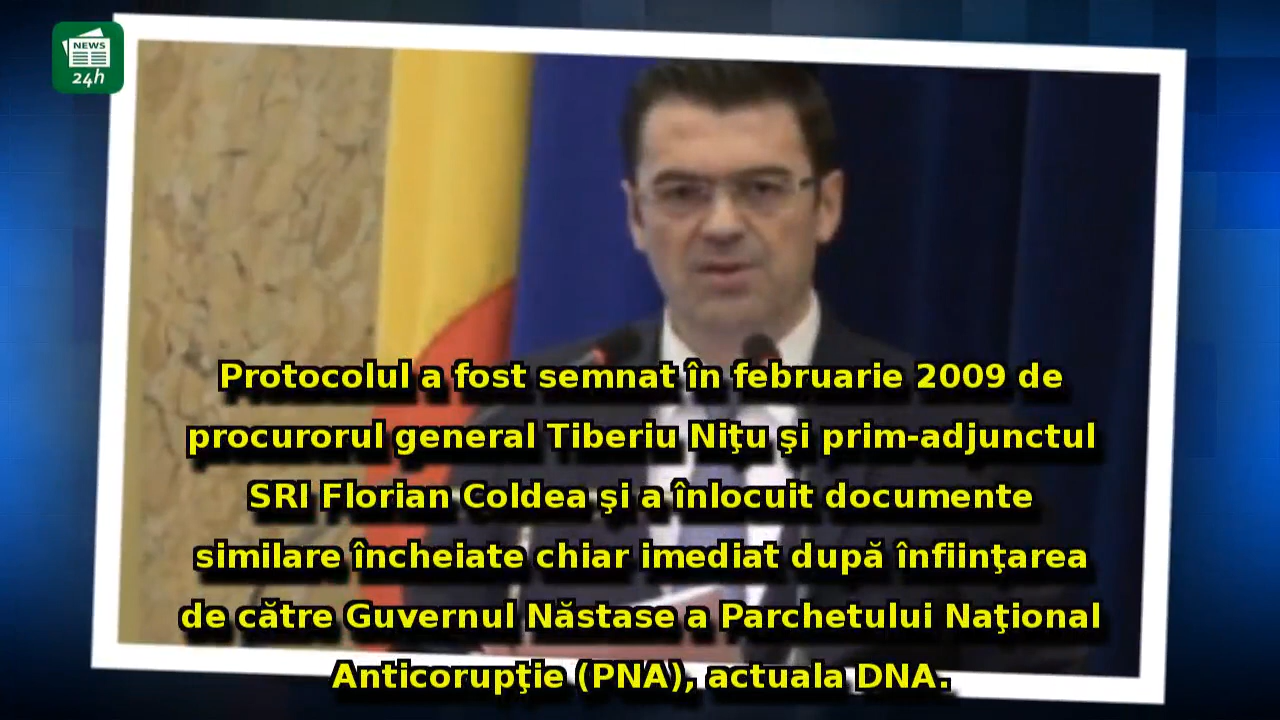 NEWS
24h
Protocolul a fost semnat în februarie 2009 de
procurorul general Tiberiu Niţu şi prim-adjunctul
SRI Florian Coldea şi a înlocuit documente
similare încheiate chiar imediat după înfiinţarea
de către Guvernul Năstase a Parchetului Naţional
Anticorupţie (PNA), actuala DNA.